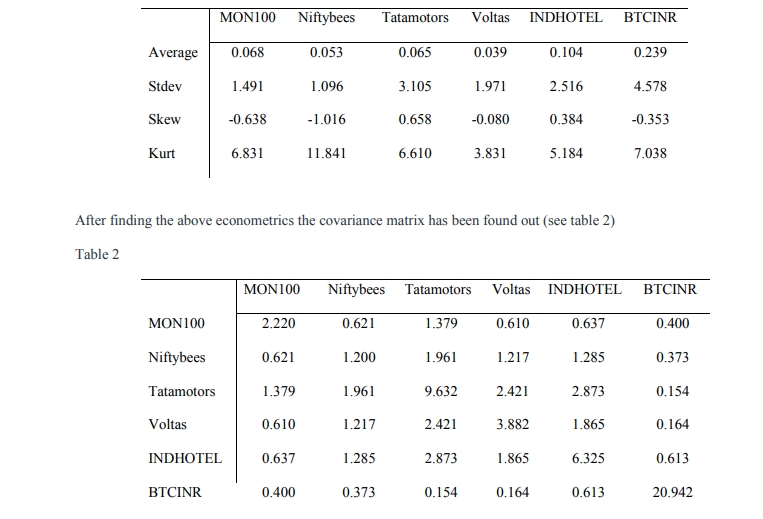 MON100 Niftybees Tatamotors Voltas INDHOTEL BTCINR
Average 0.068 0.053 0.065 0.039 0.104 0.239
Stdev 1.491 1.096 3.105 1.971 2.516 4.578
Skew -0.638 -1.016 0.658 -0.080 0.384 -0.353
Kurt 6.831 11.841 6.610 3.831 5.184 7.038
After finding the above econometrics the covariance matrix has been found out (see table 2)
Table 2
MON100 Niftybees Tatamotors Voltas INDHOTEL BTCINR
MON100 2.220 0.621 1.379 0.610 0.637 0.400
Niftybees 0.621 1.200 1.961 1.217 1.285 0.373
Tatamotors 1.379 1.961 9.632 2.421 2.873 0.154
Voltas 0.610 1.217 2.421 3.882 1.865 0.164
INDHOTEL 0.637 1.285 2.873 1.865 6.325 0.613
BTCINR 0.400 0.373 0.154 0.164 0.613 20.942